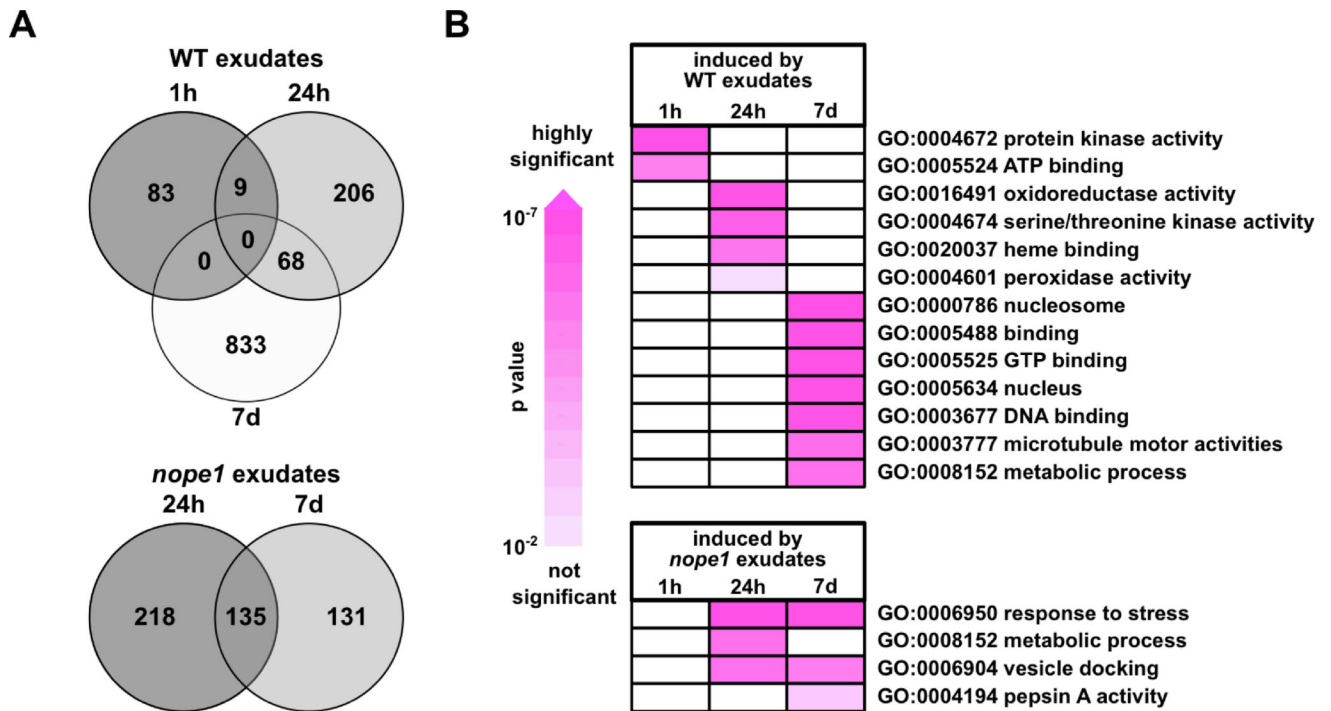 A
WT exudates
1h
24h
83
9
206
0
0
68
833
7d
nope1 exudates
24h
7d
218
135
131
B
highly
significant
10-7
p value
10-2
not
significant
induced by
WT exudates
1h 24h 7d
GO:0004672 protein kinase activity
GO:0005524 ATP binding
GO:0016491 oxidoreductase activity
GO:0004674 serine/threonine kinase activity
GO:0020037 heme binding
GO:0004601 peroxidase activity
GO:0000786 nucleosome
GO:0005488 binding
GO:0005525 GTP binding
GO:0005634 nucleus
GO:0003677 DNA binding
GO:0003777 microtubule motor activities
GO:0008152 metabolic process
induced by
nope1 exudates
1h 24h 7d
GO:0006950 response to stress
GO:0008152 metabolic process
GO:0006904 vesicle docking
GO:0004194 pepsin A activity